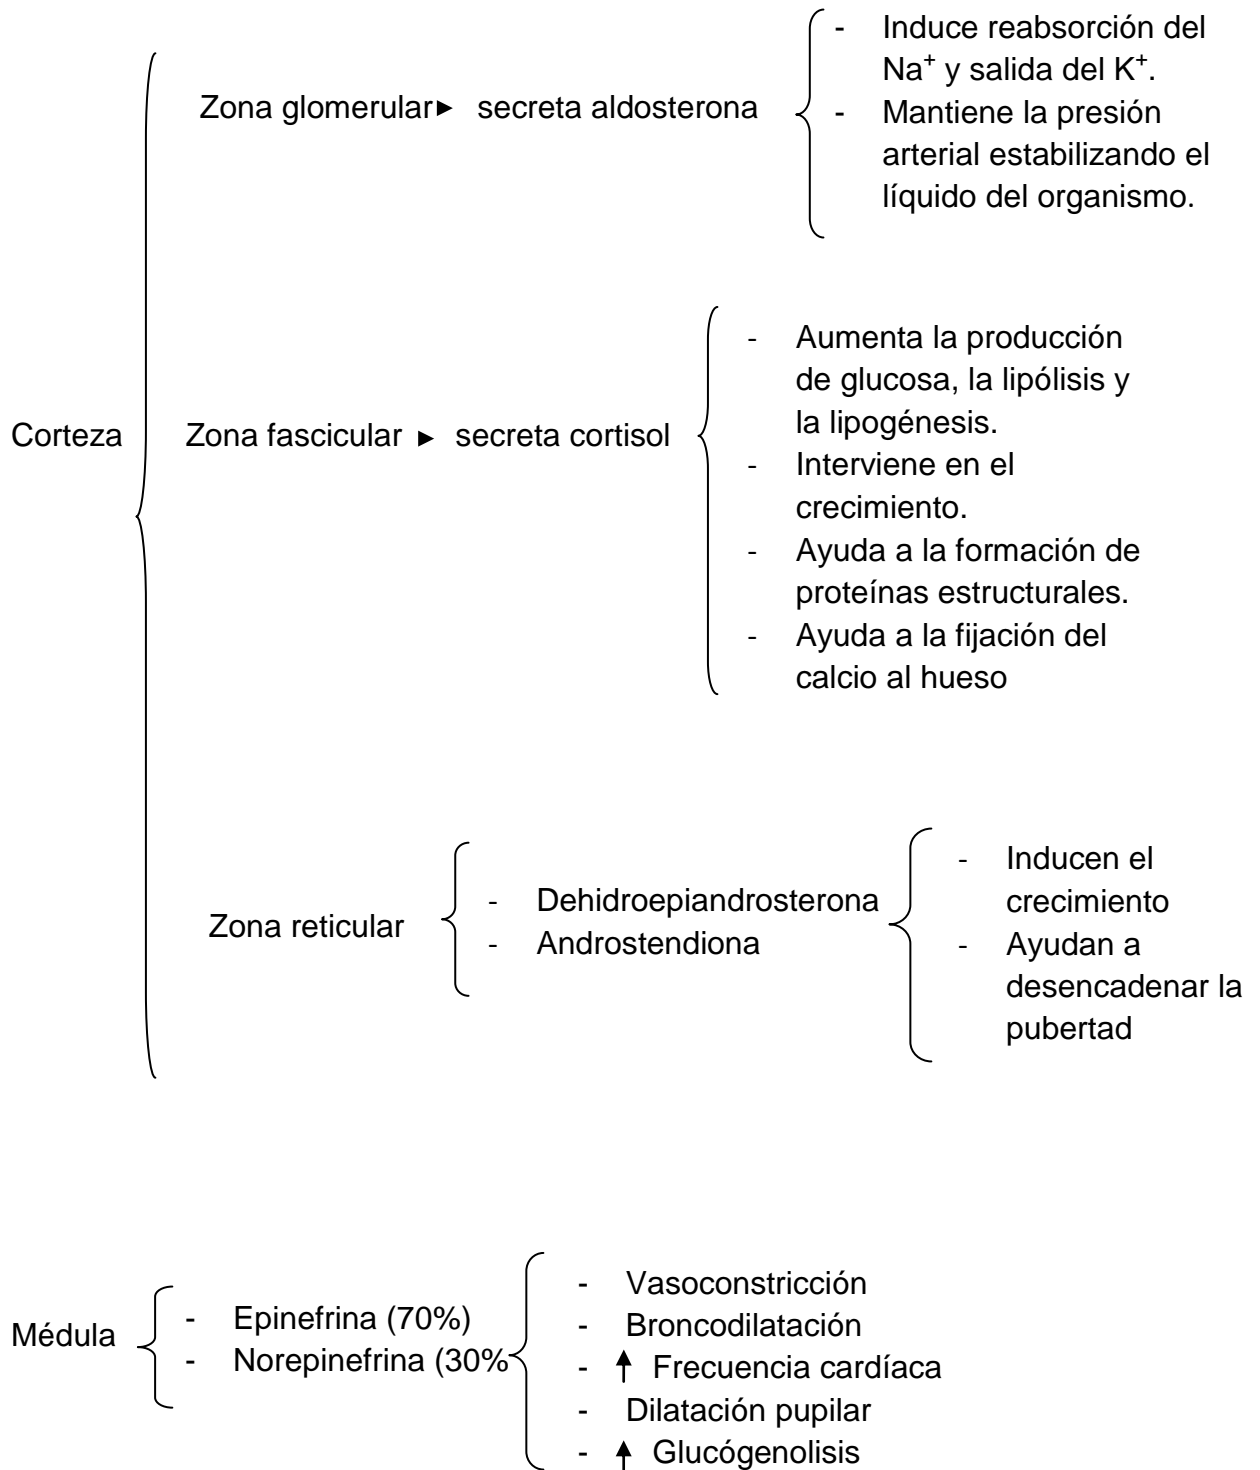 - Induce reabsorción del
Na⁺ y salida del K⁺.
Zona glomerular► secreta aldosterona
- Mantiene la presión
arterial estabilizando el
líquido del organismo.
Corteza
Zona fascicular ► secreta cortisol
- Aumenta la producción
de glucosa, la lipólisis y
la lipogénesis.
- Interviene en el
crecimiento.
- Ayuda a la formación de
proteínas estructurales.
- Ayuda a la fijación del
calcio al hueso
Zona reticular
- Dehidroepiandrosterona
- Androstendiona
- Inducen el
crecimiento
- Ayudan a
desencadenar la
pubertad
Médula
- Epinefrina (70%)
- Norepinefrina (30%
- Vasoconstricción
- Broncodilatación
- ↑ Frecuencia cardíaca
- Dilatación pupilar
- ↑ Glucógenolisis